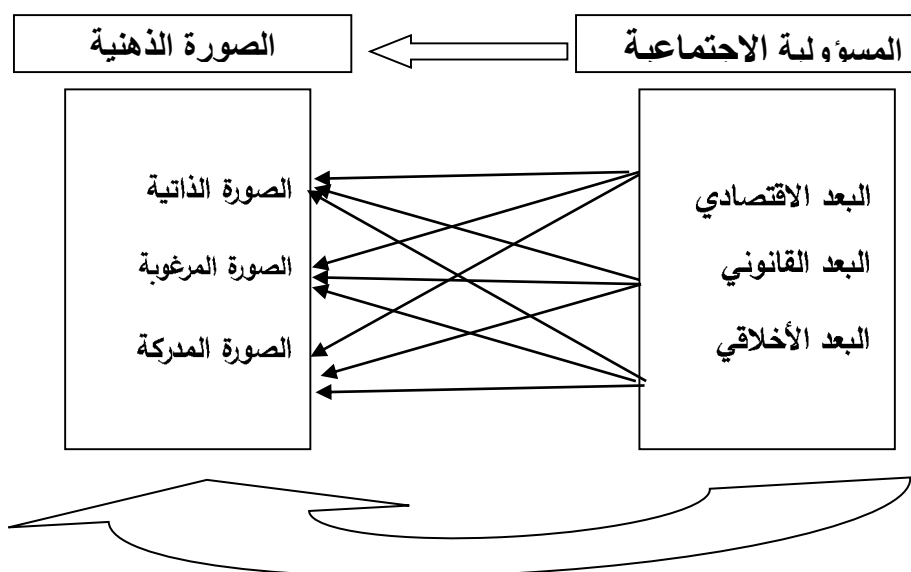 المسؤولية الاجتماعية
الصورة الذهنية
البعد الاقتصادي
البعد القانوني
البعد الأخلاقي
الصورة الذاتية
الصورة المرغوبة
الصورة المدركة